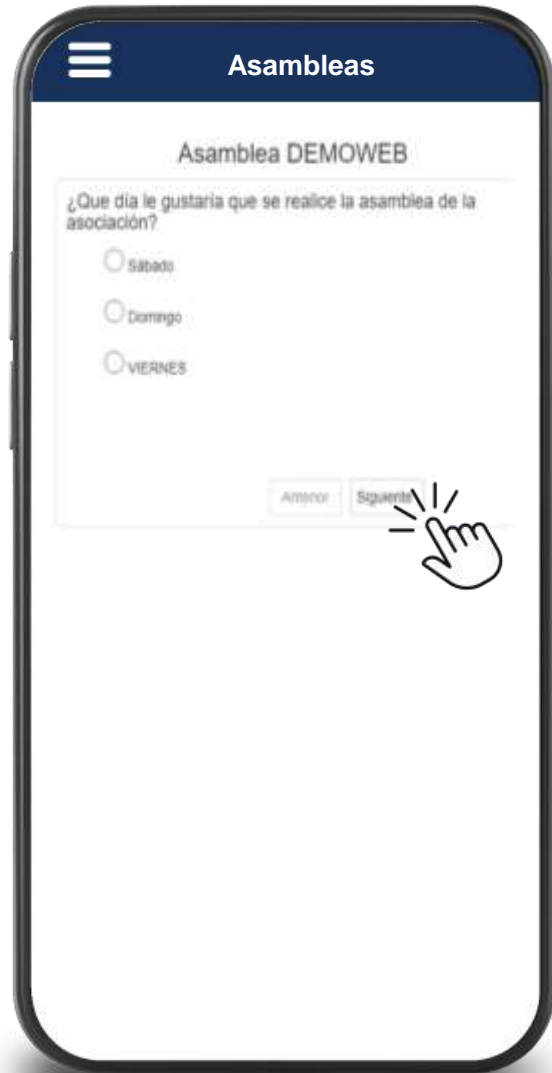 Asambleas
Asamblea DEMOWEB
¿Que día le gustaria que se realice la asamblea de la
asociación?
Sábado
Domingo
VIERNES
Anterior Siguiente